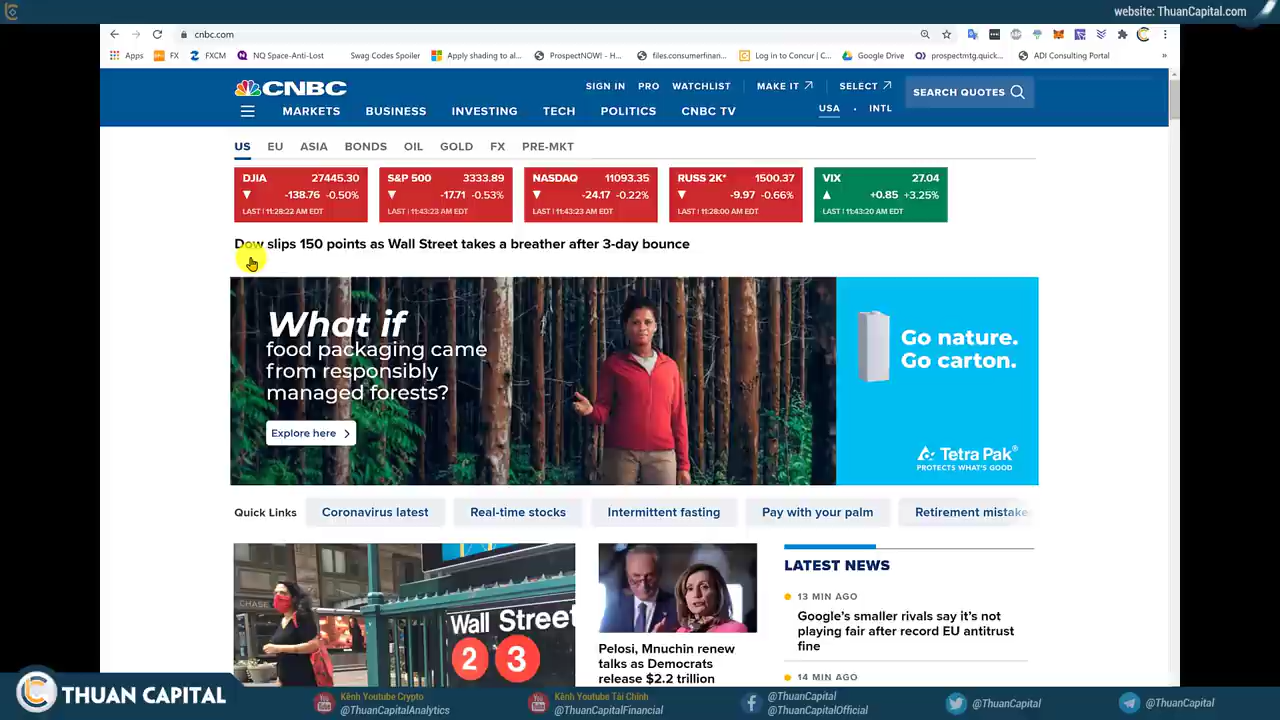 website: ThuanCapital.com
cnbc.com
Apps
FX
FXCM
NQ Space-Anti-Lost
Swag Codes Spoiler
Apply shading to al...
ProspectNOW! - H...
files.consumerfinan...
Log in to Concur | C...
Google Drive
prospectmtg.quick...
ADI Consulting Portal
»
CNBC
SIGN IN
PRO
WATCHLIST
MAKE IT
SELECT
SEARCH QUOTES
USA
INTL
MARKETS
BUSINESS
INVESTING
TECH
POLITICS
CNBC TV
US
EU
ASIA
BONDS
OIL
GOLD
FX
PRE-MKT
DJIA 27445.30
-138.76 -0.50%
LAST | 11:28:22 AM EDT
S&P 500 3333.89
-17.71 -0.53%
LAST | 11:43:23 AM EDT
NASDAQ 11093.35
-24.17 -0.22%
LAST | 11:43:23 AM EDT
RUSS 2K* 1500.37
-9.97 -0.66%
LAST | 11:28:00 AM EDT
VIX 27.04
+0.85 +3.25%
LAST | 11:43:20 AM EDT
Dow slips 150 points as Wall Street takes a breather after 3-day bounce
What if
food packaging came
from responsibly
managed forests?
Explore here
Go nature.
Go carton.
Tetra Pak®
PROTECTS WHAT'S GOOD
Quick Links
Coronavirus latest
Real-time stocks
Intermittent fasting
Pay with your palm
Retirement mistake
CHASE
Wall Street
2 3
Pelosi, Mnuchin renew
talks as Democrats
release $2.2 trillion
LATEST NEWS
13 MIN AGO
Google's smaller rivals say it's not
playing fair after record EU antitrust
fine
14 MIN AGO
THUAN CAPITAL
Kênh Youtube Crypto
@ThuanCapitalAnalytics
Kênh Youtube Tài Chính
@ThuanCapitalFinancial
@ThuanCapital
@ThuanCapitalOfficial
@ThuanCapital
@ThuanCapital